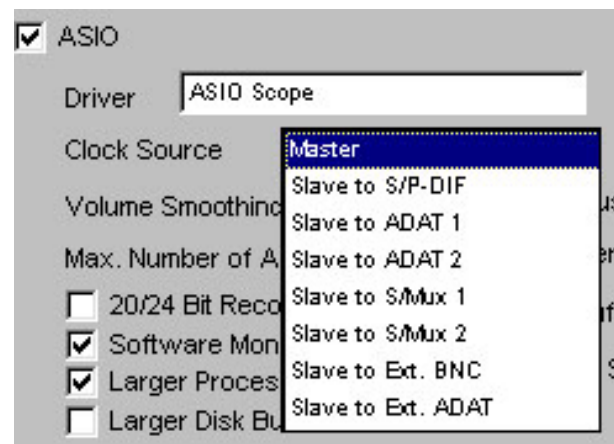 ASIO
Driver ASIO Scope
Clock Source Master
Slave to S/P-DIF
Volume Smoothing
Slave to ADAT 1
Max. Number of A
Slave to ADAT 2
20/24 Bit Reco
Slave to S/Mux 1
Software Mon
Slave to S/Mux 2
Larger Proces
Slave to Ext. BNC
Larger Disk Bu
Slave to Ext. ADAT